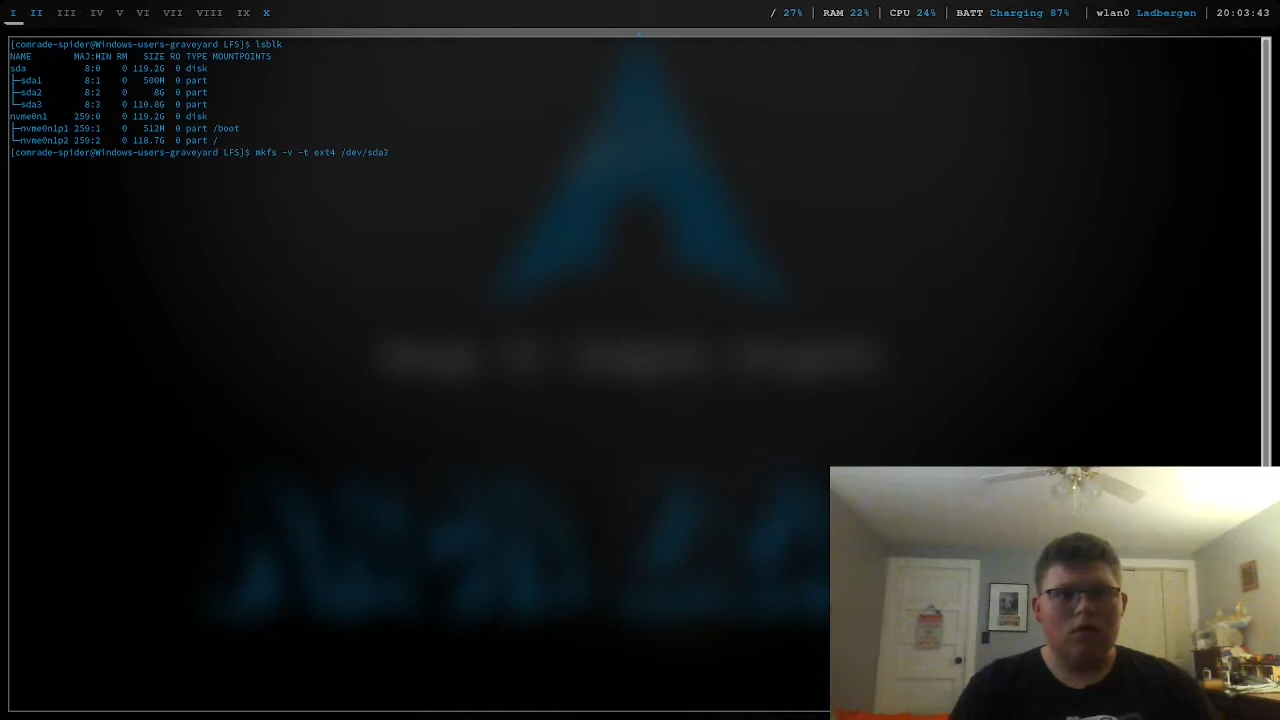 I II III IV V VI VII VIII IX X / 27% | RAM 22% | CPU 24% | BATT Charging 87% | wlan0 Ladbergen | 20:03:43
[comrade-spider@Windows-users-graveyard LFS]$ lsblk
NAME MAJ:MIN RM SIZE RO TYPE MOUNTPOINTS
sda 8:0 0 119.2G 0 disk
├─sda1 8:1 0 500M 0 part
├─sda2 8:2 0 8G 0 part
└─sda3 8:3 0 110.8G 0 part
nvme0n1 259:0 0 119.2G 0 disk
├─nvme0n1p1 259:1 0 512M 0 part /boot
└─nvme0n1p2 259:2 0 118.7G 0 part /
[comrade-spider@Windows-users-graveyard LFS]$ mkfs -v -t ext4 /dev/sda3